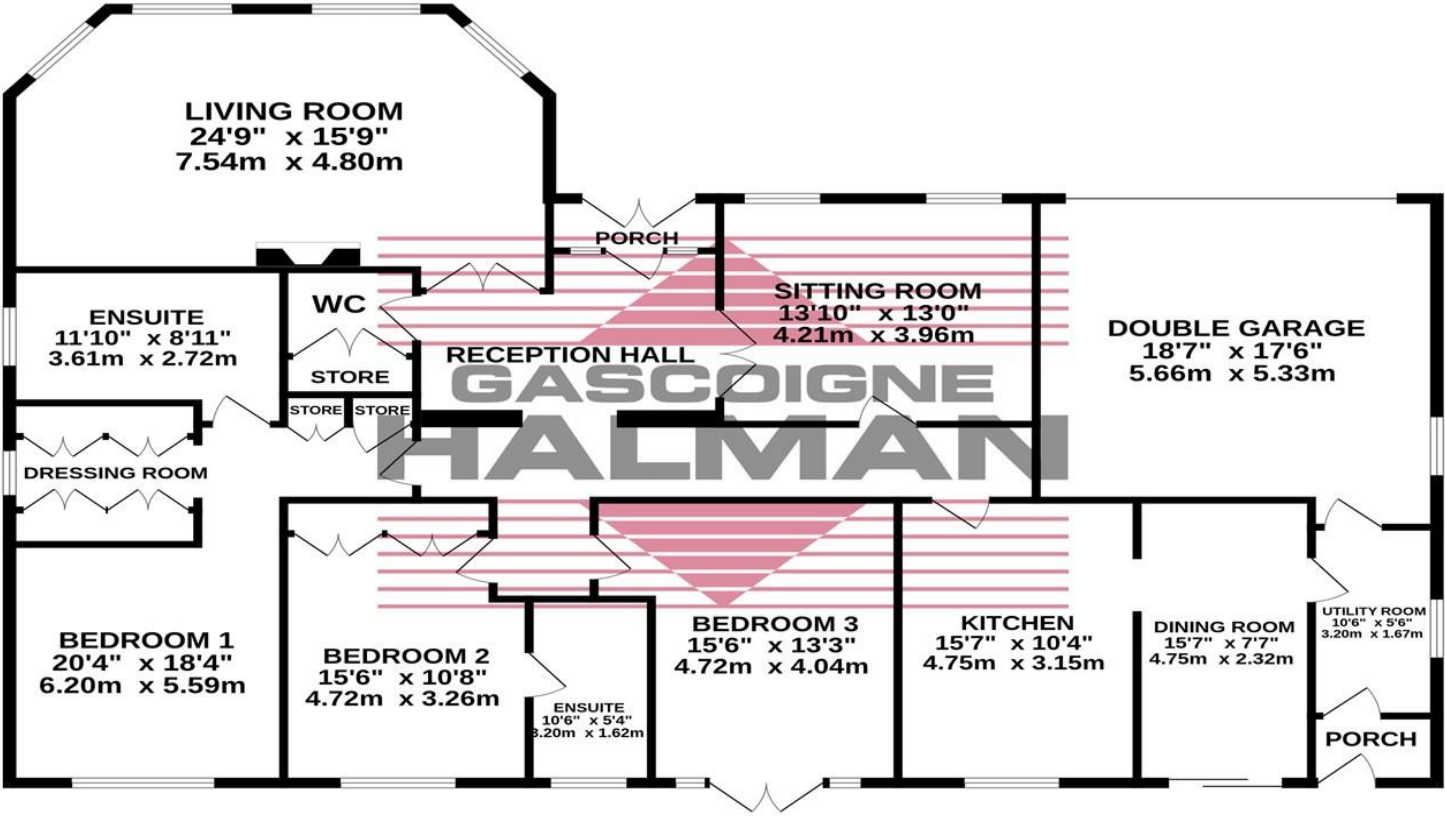 LIVING ROOM
24'9" x 15'9"
7.54m x 4.80m
PORCH
SITTING ROOM
13'10" x 13'0"
4.21m x 3.96m
WC
STORE
ENSUITE
11'10" x 8'11"
3.61m x 2.72m
RECEPTION HALL
DOUBLE GARAGE
18'7" x 17'6"
5.66m x 5.33m
GASCOIGNE
HALMAN
STORE
STORE
DRESSING ROOM
BEDROOM 1
20'4" x 18'4"
6.20m x 5.59m
BEDROOM 2
15'6" x 10'8"
4.72m x 3.26m
ENSUITE
10'6" x 5'4"
3.20m x 1.62m
BEDROOM 3
15'6" x 13'3"
4.72m x 4.04m
KITCHEN
15'7" x 10'4"
4.75m x 3.15m
DINING ROOM
15'7" x 7'7"
4.75m x 2.32m
UTILITY ROOM
10'6" x 5'6"
3.20m x 1.67m
PORCH